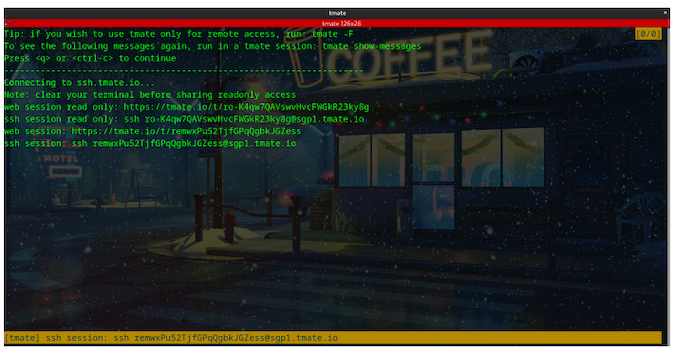 tmate
tmate 126x26
Tip: if you wish to use tmate only for remote access, run: tmate -F
[0/0]
To see the following messages again, run in a tmate session: tmate show-messages
Press <q> or <ctrl-c> to continue
---------------------------------------------------------------------
Connecting to ssh.tmate.io...
Note: clear your terminal before sharing readonly access
web session read only: https://tmate.io/t/ro-K4qw7QAVswvHvcFWGkR23ky8g
ssh session read only: ssh ro-K4qw7QAVswvHvcFWGkR23ky8g@sgp1.tmate.io
web session: https://tmate.io/t/remwxPu52TjfGPqQgbkJGZess
ssh session: ssh remwxPu52TjfGPqQgbkJGZess@sgp1.tmate.io
COFFEE
MOTEL
[tmate] ssh session: ssh remwxPu52TjfGPqQgbkJGZess@sgp1.tmate.io